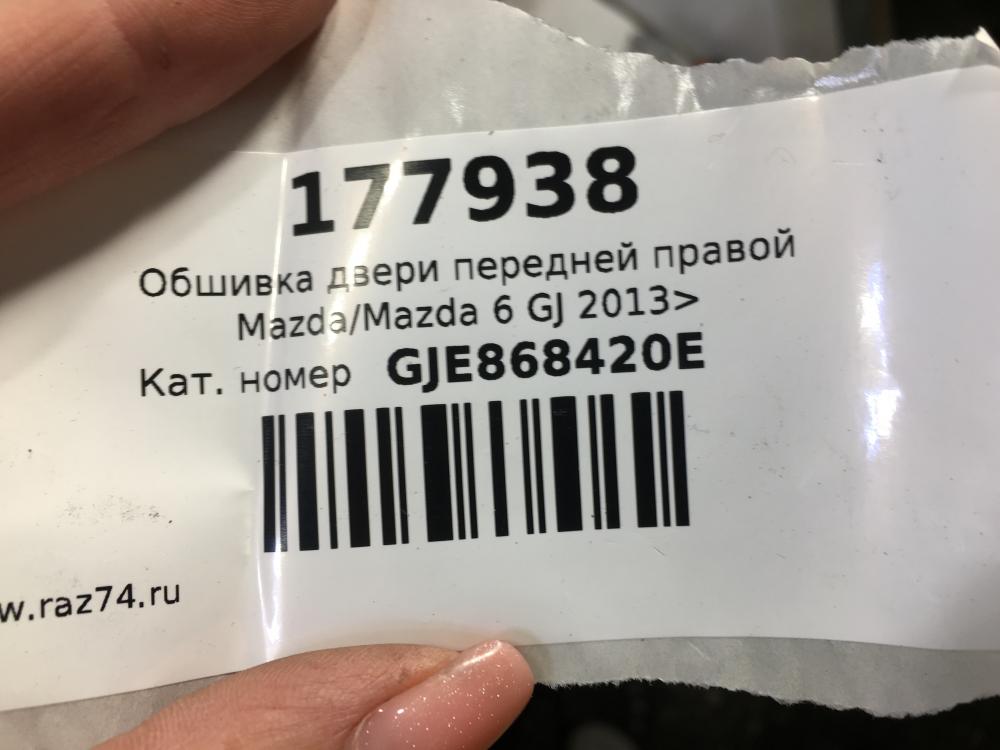 177938
Обшивка двери передней правой
Mazda/Mazda 6 GJ 2013>
Кат. номер GJE868420E
w.raz74.ru